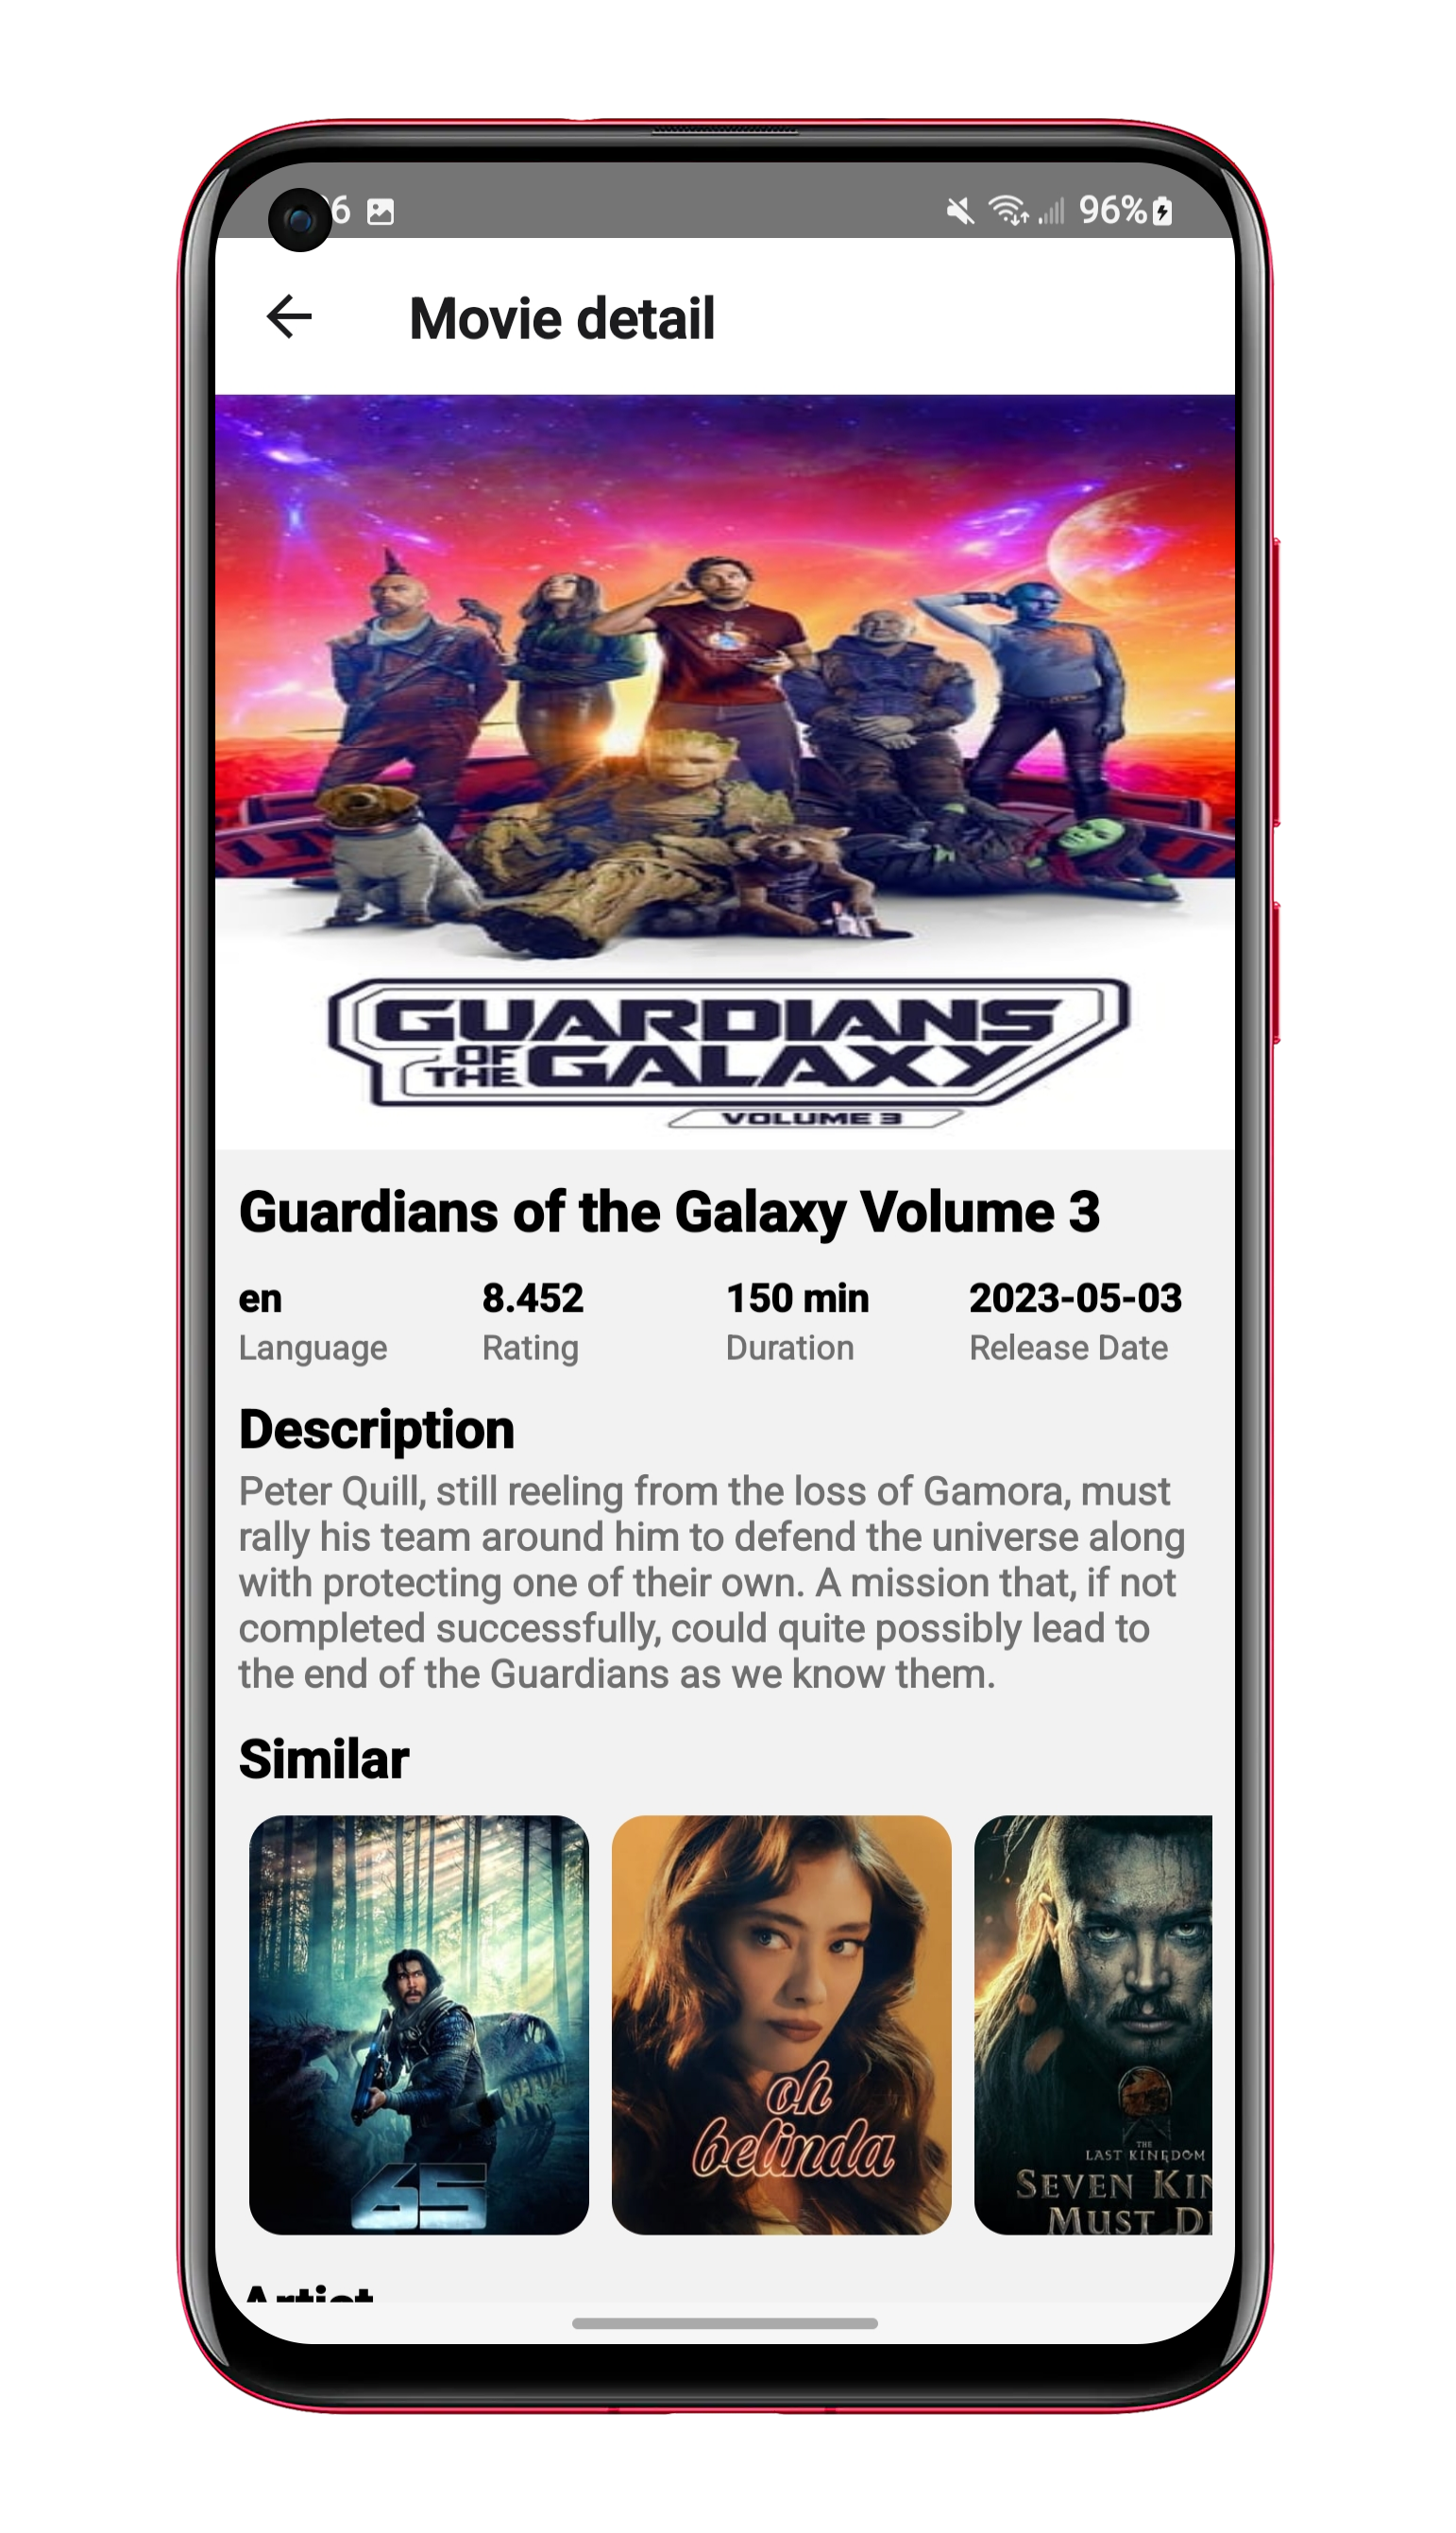 6
96%
Movie detail
GUARDIANS
OF THE GALAXY
VOLUME 3
Guardians of the Galaxy Volume 3
en 8.452 150 min 2023-05-03
Language Rating Duration Release Date
Description
Peter Quill, still reeling from the loss of Gamora, must
rally his team around him to defend the universe along
with protecting one of their own. A mission that, if not
completed successfully, could quite possibly lead to
the end of the Guardians as we know them.
Similar
65
oh
belinda
THE
LAST KINGDOM
SEVEN KIN
MUST D
Artist